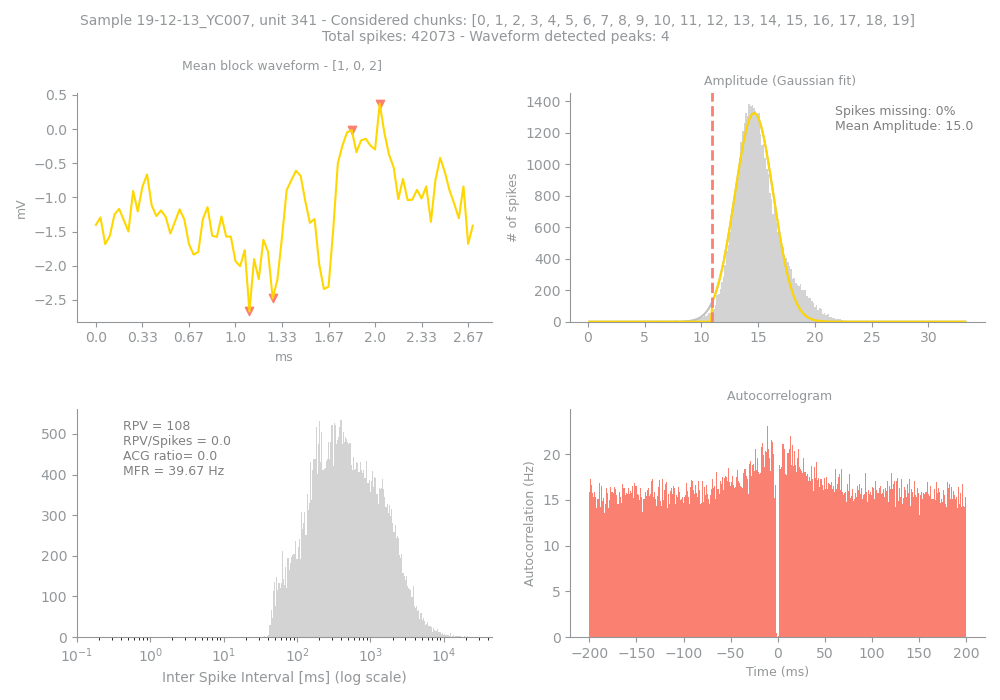 Sample 19-12-13_YC007, unit 341 - Considered chunks: [0, 1, 2, 3, 4, 5, 6, 7, 8, 9, 10, 11, 12, 13, 14, 15, 16, 17, 18, 19]
Total spikes: 42073 - Waveform detected peaks: 4
Mean block waveform - [1, 0, 2]
0.5
0.0
−0.5
−1.0
−1.5
−2.0
−2.5
mV
0.0 0.33 0.67 1.0 1.33 1.67 2.0 2.33 2.67
ms
Amplitude (Gaussian fit)
Spikes missing: 0%
Mean Amplitude: 15.0
1400
1200
1000
800
600
400
200
0
# of spikes
0 5 10 15 20 25 30
RPV = 108
RPV/Spikes = 0.0
ACG ratio= 0.0
MFR = 39.67 Hz
500
400
300
200
100
0
10⁻¹ 10⁰ 10¹ 10² 10³ 10⁴
Inter Spike Interval [ms] (log scale)
Autocorrelogram
20
15
10
5
0
Autocorrelation (Hz)
−200 −150 −100 −50 0 50 100 150 200
Time (ms)